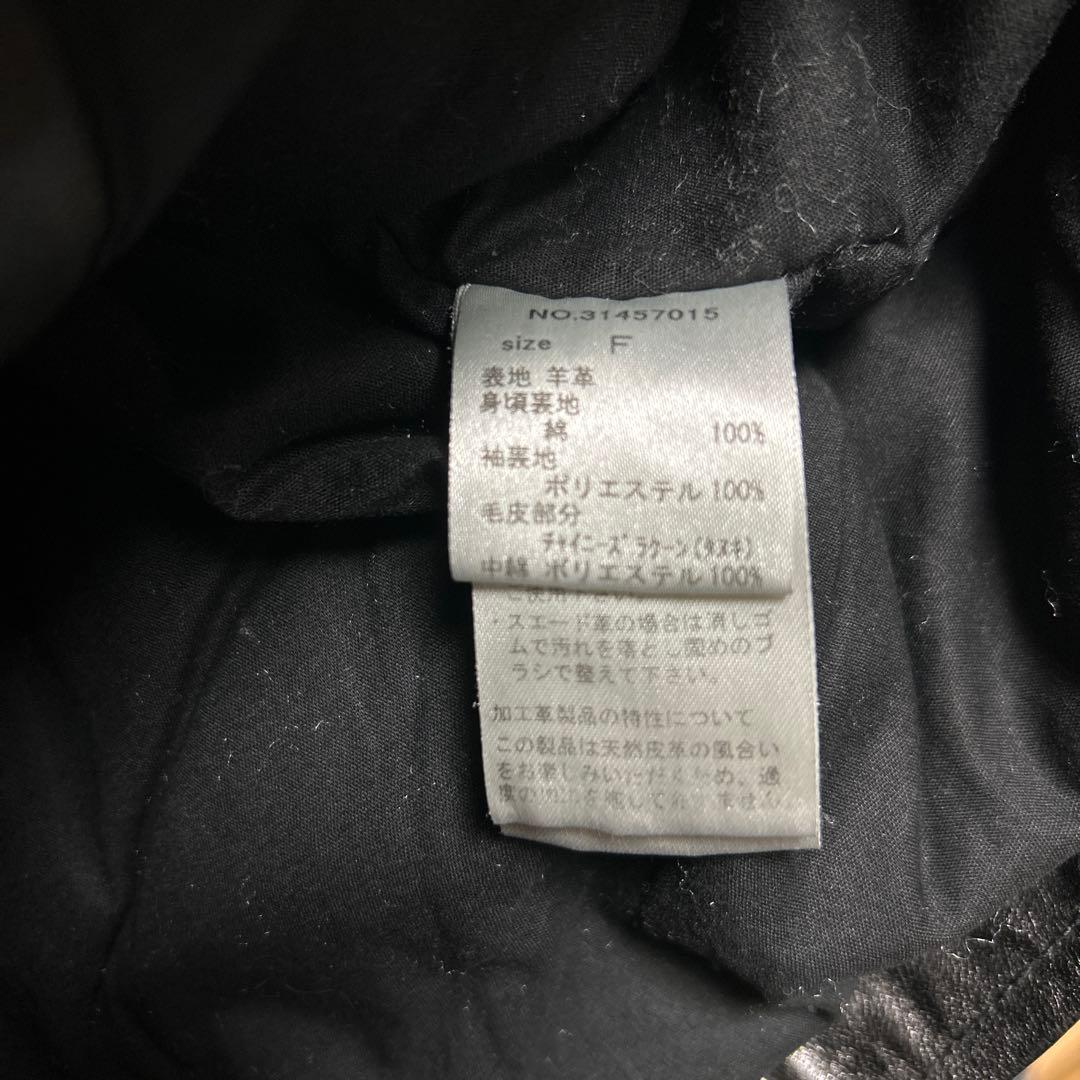 NO.31457015
size F
表地 羊革
身頃裏地
綿 100%
袖裏地
ポリエステル 100%
毛皮部分
チャイニーズ ラクーン(タヌキ)
中綿 ポリエステル 100%
・スエード革の場合は消しゴ
ムで汚れを落とし固めのブ
ラシで整えて下さい。
加工革製品の特性について
この製品は天然皮革の風合い
をお楽しみいただくため、過